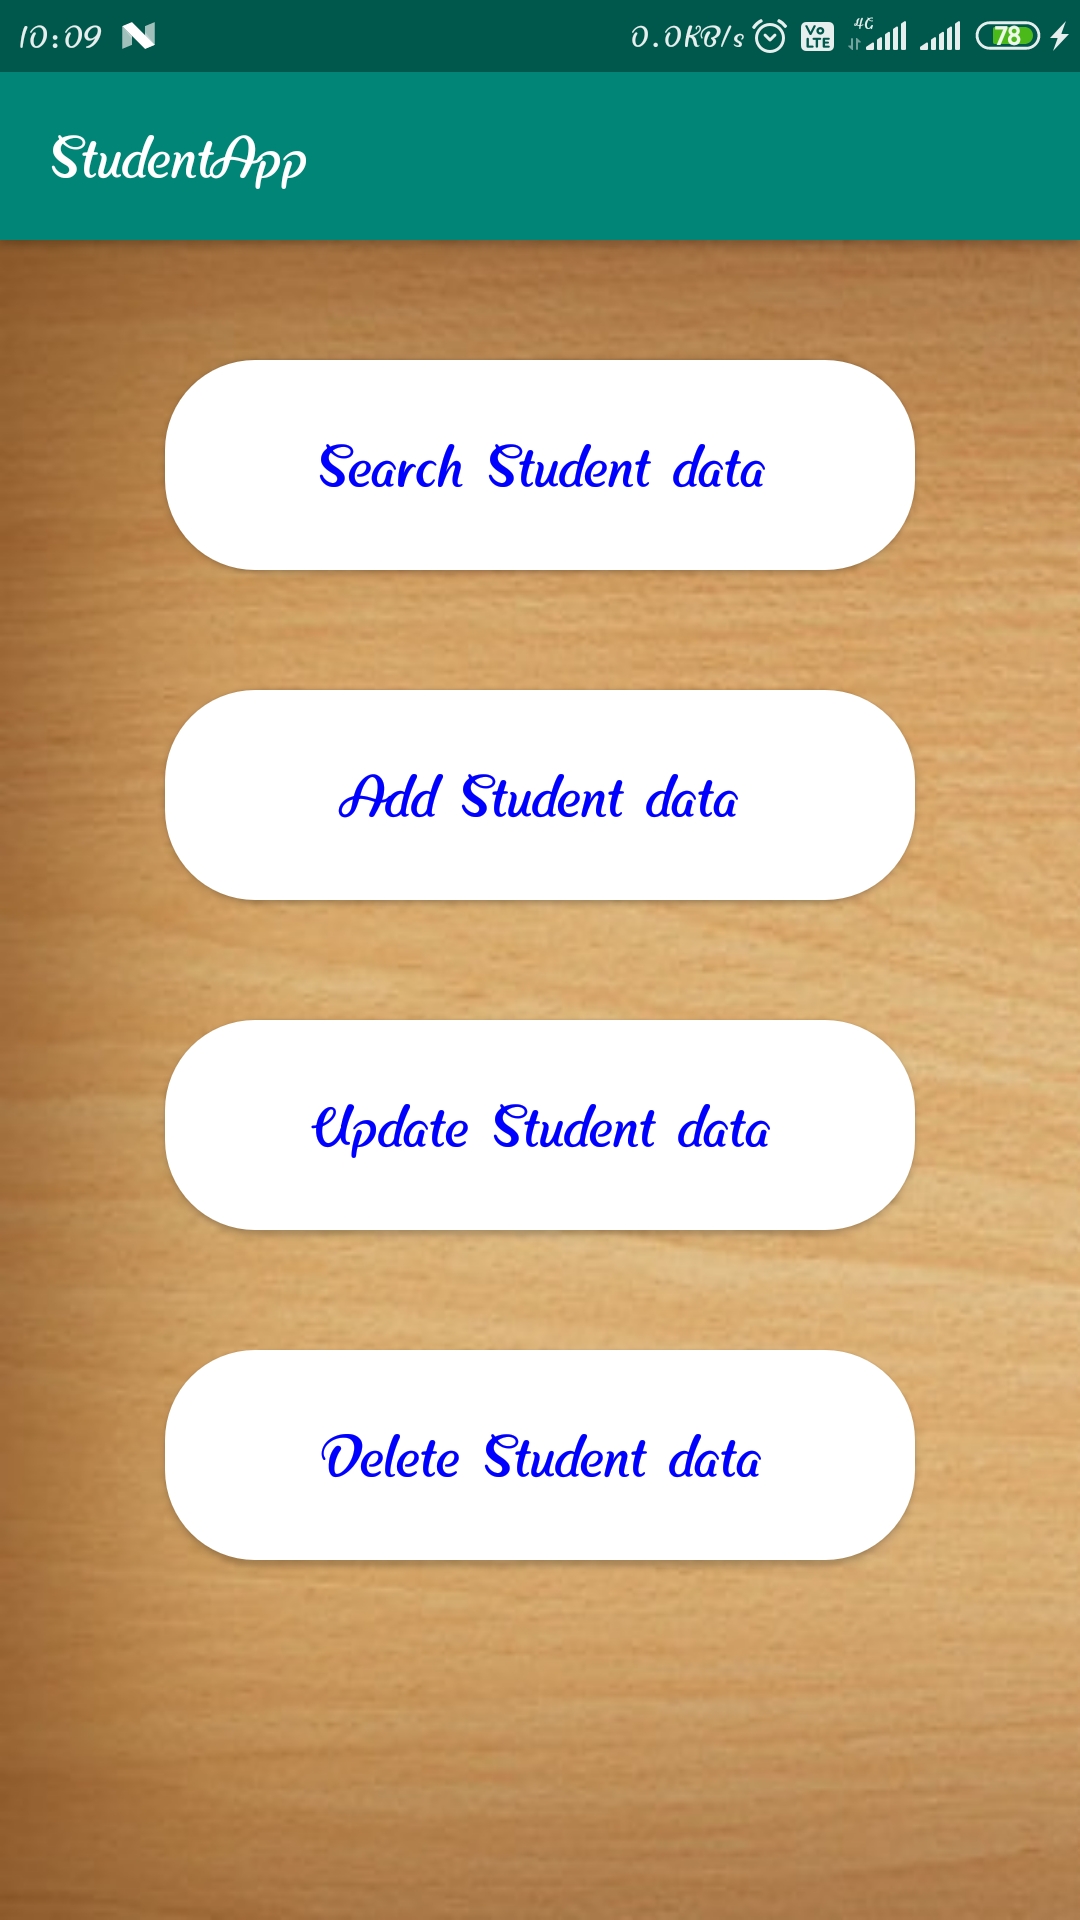 10:09 0.0KB/s Vo LTE 4G 78
StudentApp
Search Student data
Add Student data
Update Student data
Delete Student data